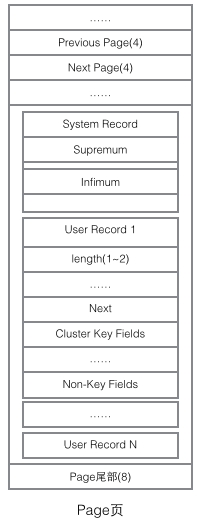 ……
Previous Page(4)
Next Page(4)
……
System Record
Supremum
Infimum
User Record 1
length(1~2)
……
Next
Cluster Key Fields
……
Non-Key Fields
……
User Record N
Page尾部(8)
Page页